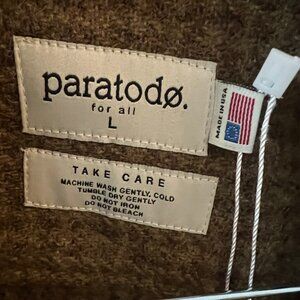 paratodø.
for all
L
MADE IN USA
TAKE CARE
MACHINE WASH GENTLY, COLD
TUMBLE DRY GENTLY
DO NOT IRON
DO NOT BLEACH